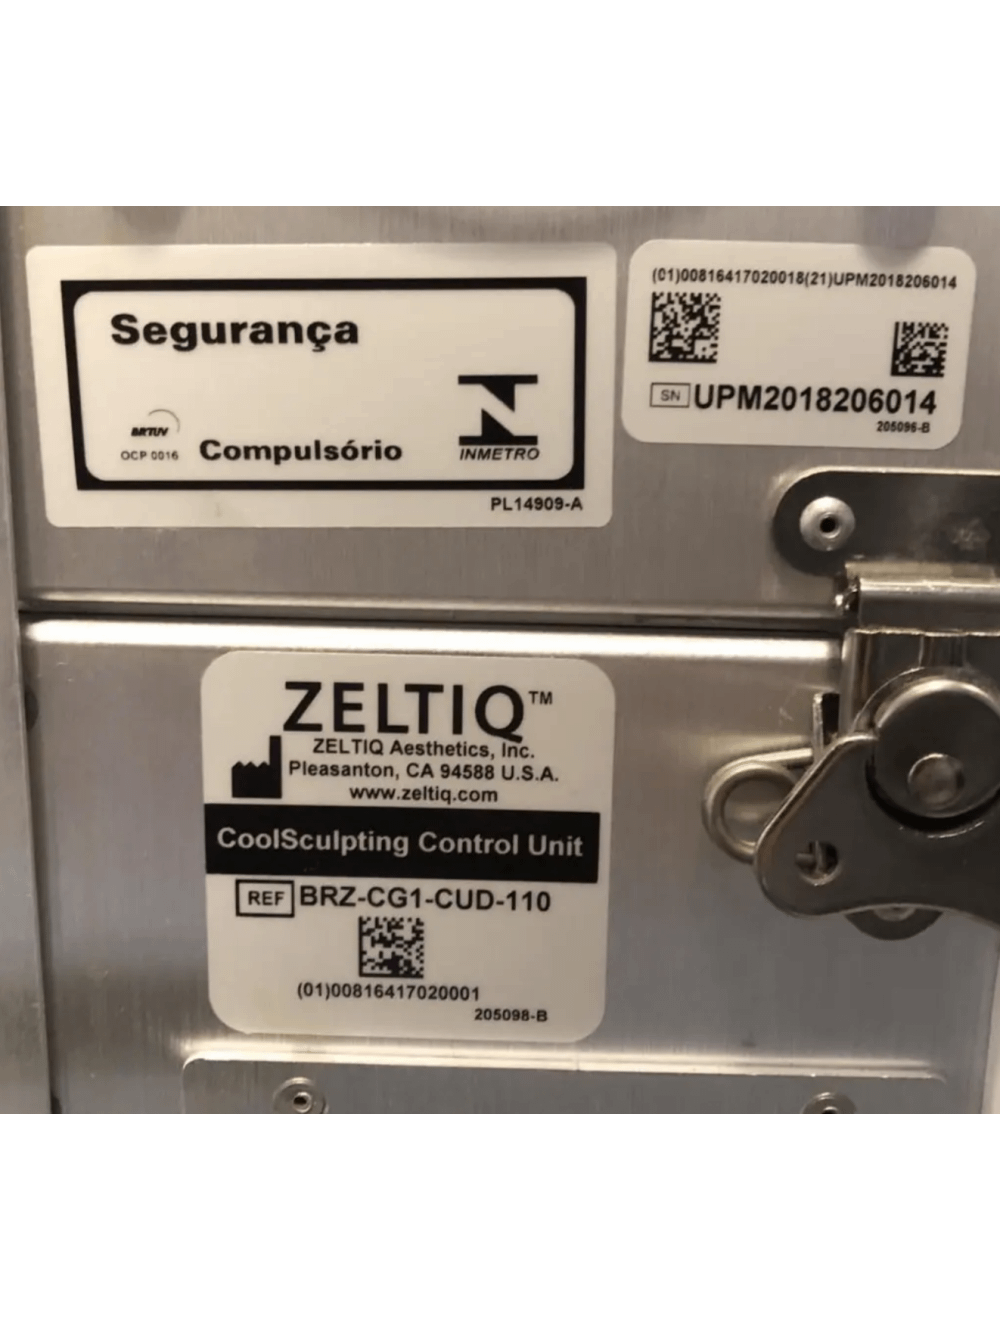 Segurança
BRTUV
OCP 0016
Compulsório
INMETRO
PL14909-A
(01)00816417020018(21)UPM2018206014
SN UPM2018206014
205096-B
ZELTIQ™
ZELTIQ Aesthetics, Inc.
Pleasanton, CA 94588 U.S.A.
www.zeltiq.com
CoolSculpting Control Unit
REF BRZ-CG1-CUD-110
(01)00816417020001
205098-B